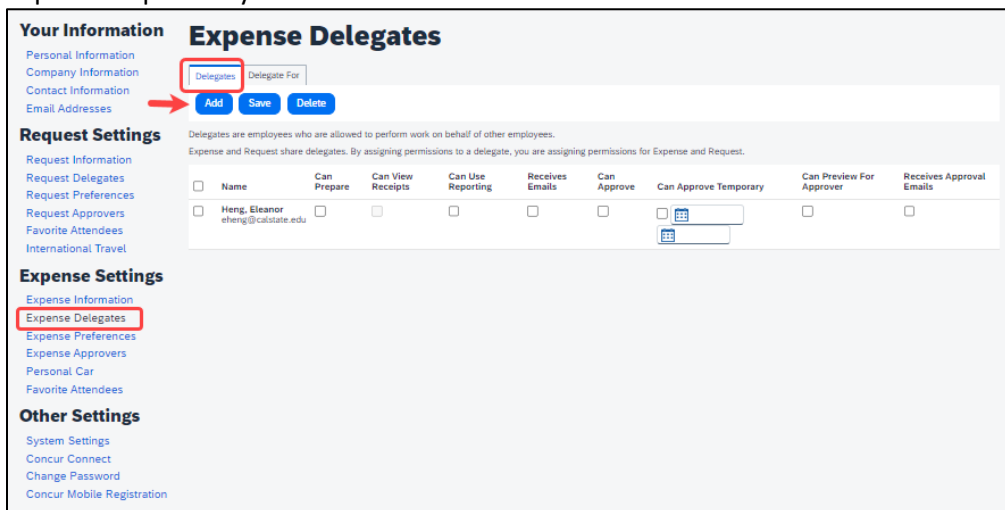 Your Information
Personal Information
Company Information
Contact Information
Email Addresses
Request Settings
Request Information
Request Delegates
Request Preferences
Request Approvers
Favorite Attendees
International Travel
Expense Settings
Expense Information
Expense Delegates
Expense Preferences
Expense Approvers
Personal Car
Favorite Attendees
Other Settings
System Settings
Concur Connect
Change Password
Concur Mobile Registration
Expense Delegates
Delegates Delegate For
Add Save Delete
Delegates are employees who are allowed to perform work on behalf of other employees.
Expense and Request share delegates. By assigning permissions to a delegate, you are assigning permissions for Expense and Request.
Name Can Prepare Can View Receipts Can Use Reporting Receives Emails Can Approve Can Approve Temporary Can Preview For Approver Receives Approval Emails
Heng, Eleanor
eheng@calstate.edu